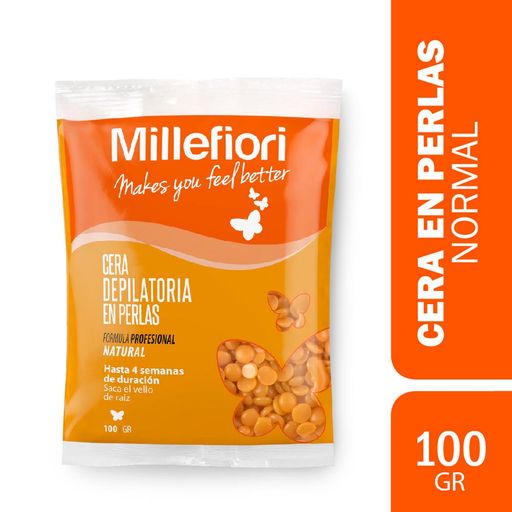 Millefiori
Makes you feel better
CERA
DEPILATORIA
EN PERLAS
FORMULA PROFESIONAL
NATURAL
Hasta 4 semanas
de duración
Saca el vello
de raíz
100 GR
CERA EN PERLAS
NORMAL
100
GR